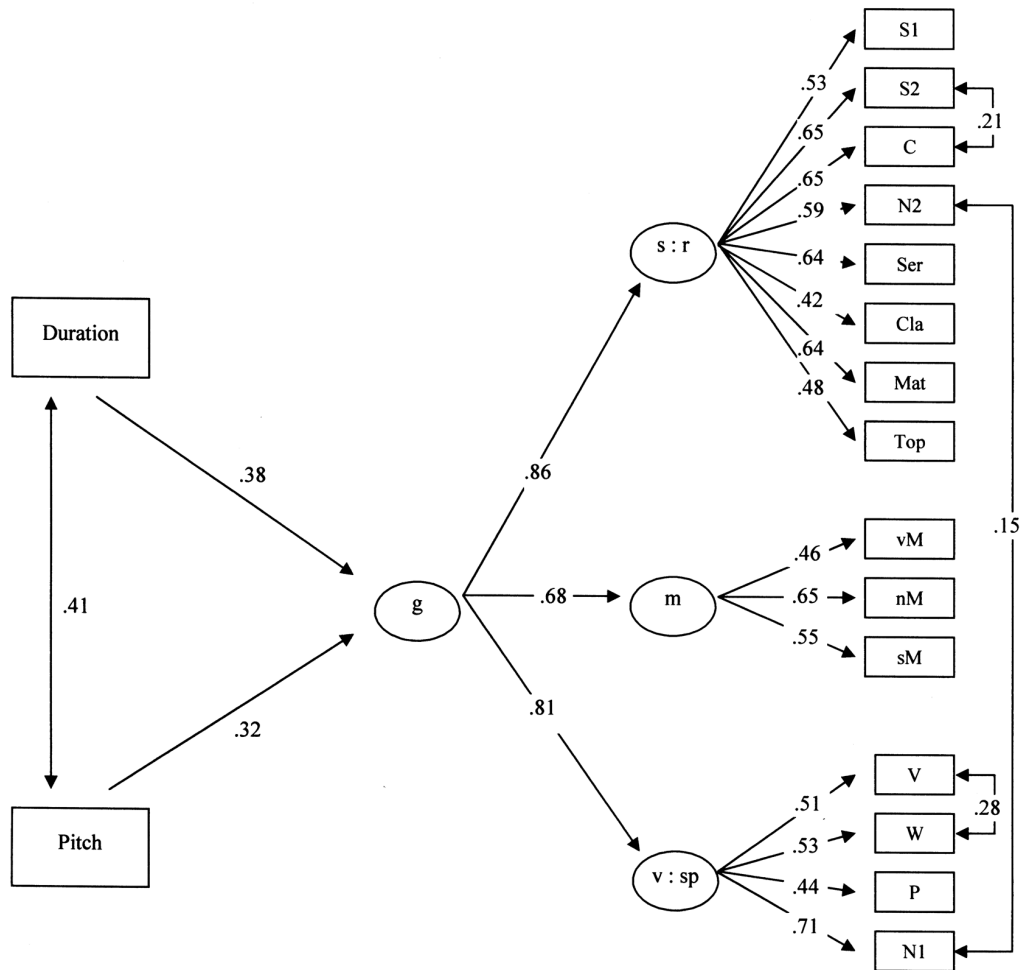 S1
.53
S2
.65
.21
C
.65
N2
.59
s : r
Ser
.64
.42
Cla
Duration
.64
Mat
.48
Top
.38
.86
.15
vM
.46
.41
g
.68
m
.65
nM
.55
sM
.81
.32
V
.51
.28
W
.53
Pitch
v : sp
.44
P
.71
N1